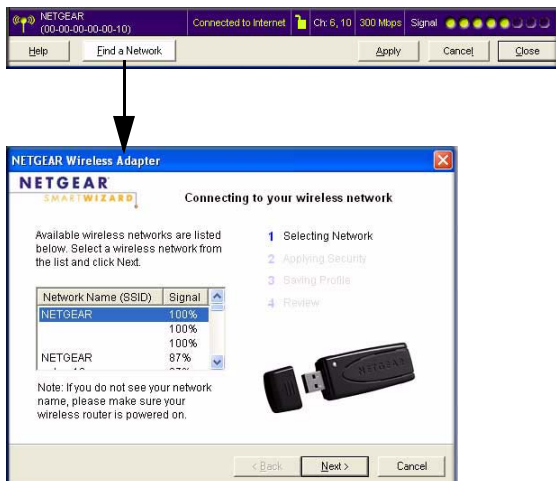 NETGEAR
(00-00-00-00-00-10)
Connected to Internet
Ch: 6, 10
300 Mbps
Signal
Help
Find a Network
Apply
Cancel
Close
NETGEAR Wireless Adapter
NETGEAR
SMARTWIZARD
Connecting to your wireless network
Available wireless networks are listed
below. Select a wireless network from
the list and click Next.
1 Selecting Network
2 Applying Security
3 Saving Profile
4 Review
Network Name (SSID) Signal
NETGEAR 100%
100%
100%
NETGEAR 87%
NETGEAR
Note: If you do not see your network
name, please make sure your
wireless router is powered on.
< Back
Next >
Cancel